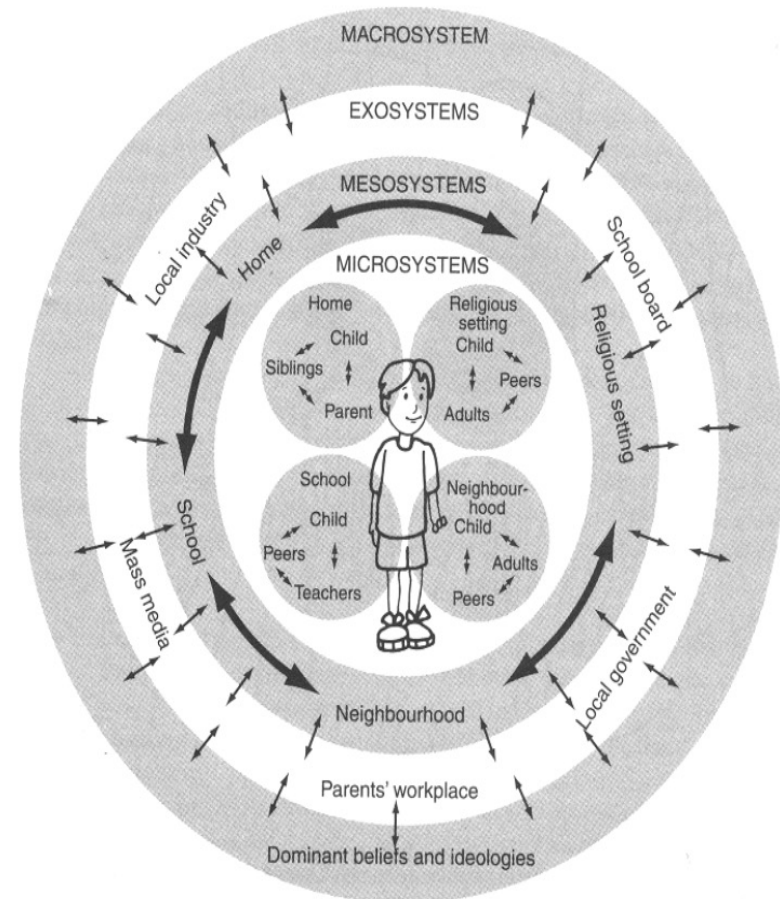 MACROSYSTEM
EXOSYSTEMS
MESOSYSTEMS
MICROSYSTEMS
Local industry
Home
School board
Religious setting
Home
Child
Siblings
Parent
Religious
setting
Child
Peers
Adults
School
Child
Peers
Teachers
Neighbour-
hood
Child
Adults
Peers
School
Mass media
Local government
Neighbourhood
Parents' workplace
Dominant beliefs and ideologies